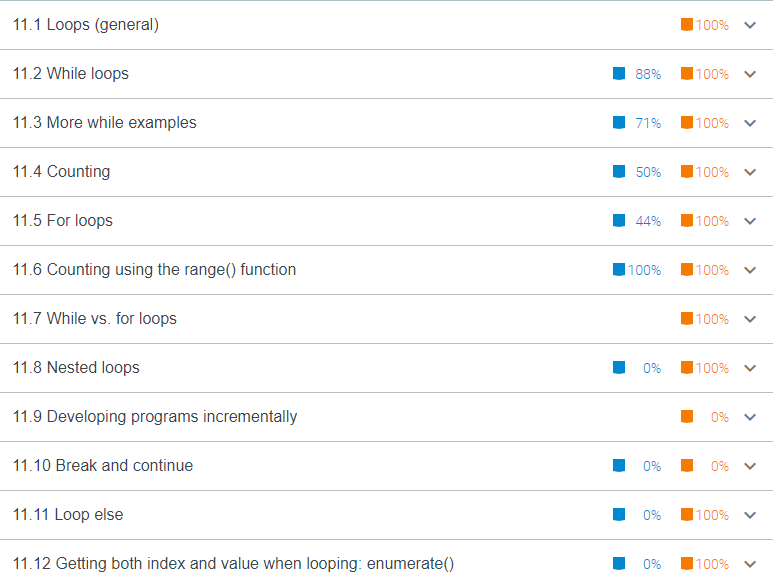 11.1 Loops (general) 100%
11.2 While loops 88% 100%
11.3 More while examples 71% 100%
11.4 Counting 50% 100%
11.5 For loops 44% 100%
11.6 Counting using the range() function 100% 100%
11.7 While vs. for loops 100%
11.8 Nested loops 0% 100%
11.9 Developing programs incrementally 0%
11.10 Break and continue 0% 0%
11.11 Loop else 0% 100%
11.12 Getting both index and value when looping: enumerate() 0% 100%